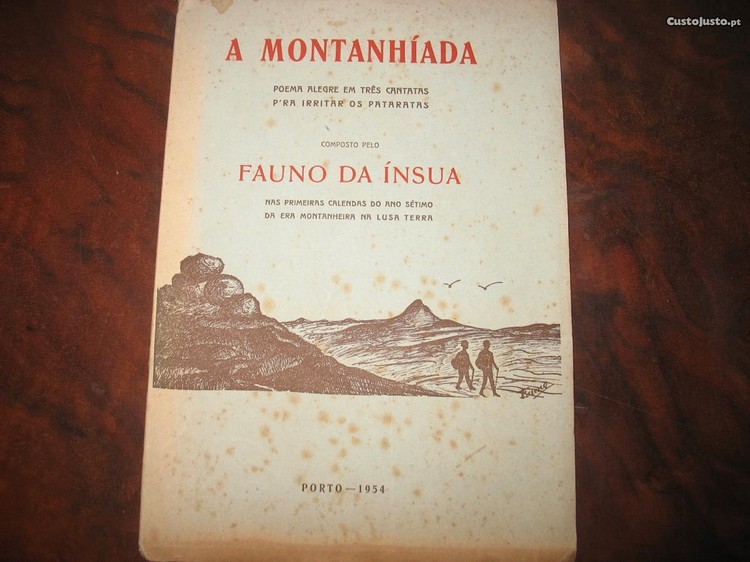 CustoJusto.pt
A MONTANHÍADA
POEMA ALEGRE EM TRÊS CANTATAS
P'RA IRRITAR OS PATARATAS
COMPOSTO PELO
FAUNO DA ÍNSUA
NAS PRIMEIRAS CALENDAS DO ANO SÉTIMO
DA ERA MONTANHEIRA NA LUSA TERRA
PORTO — 1954